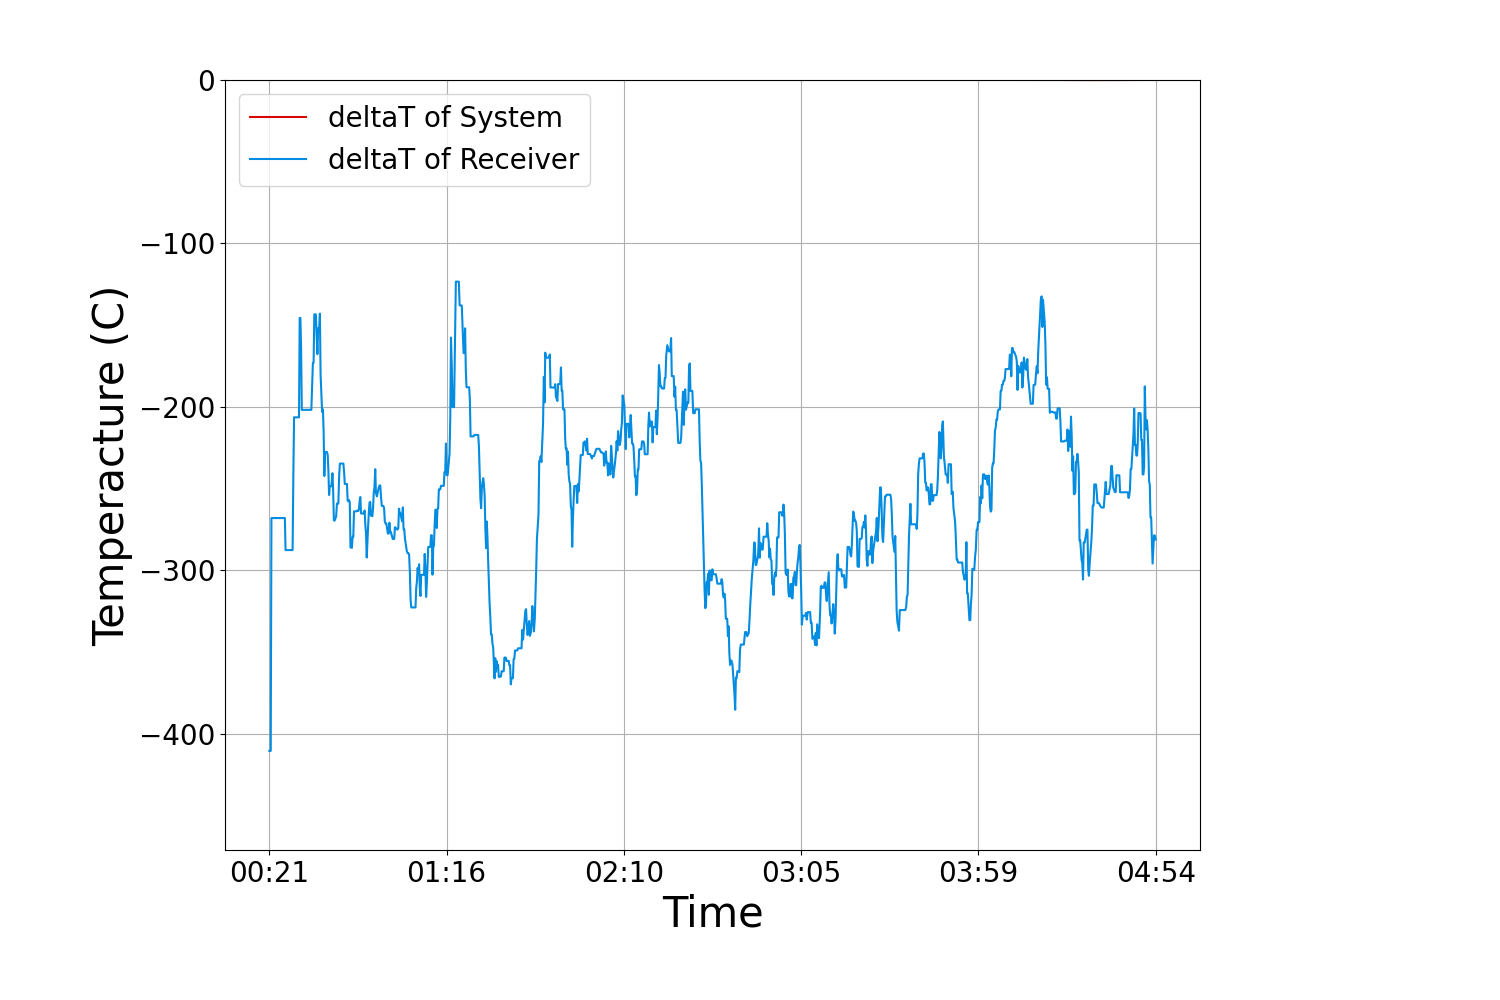 0
deltaT of System
deltaT of Receiver
−100
−200
−300
−400
Temperacture (C)
00:21 01:16 02:10 03:05 03:59 04:54
Time